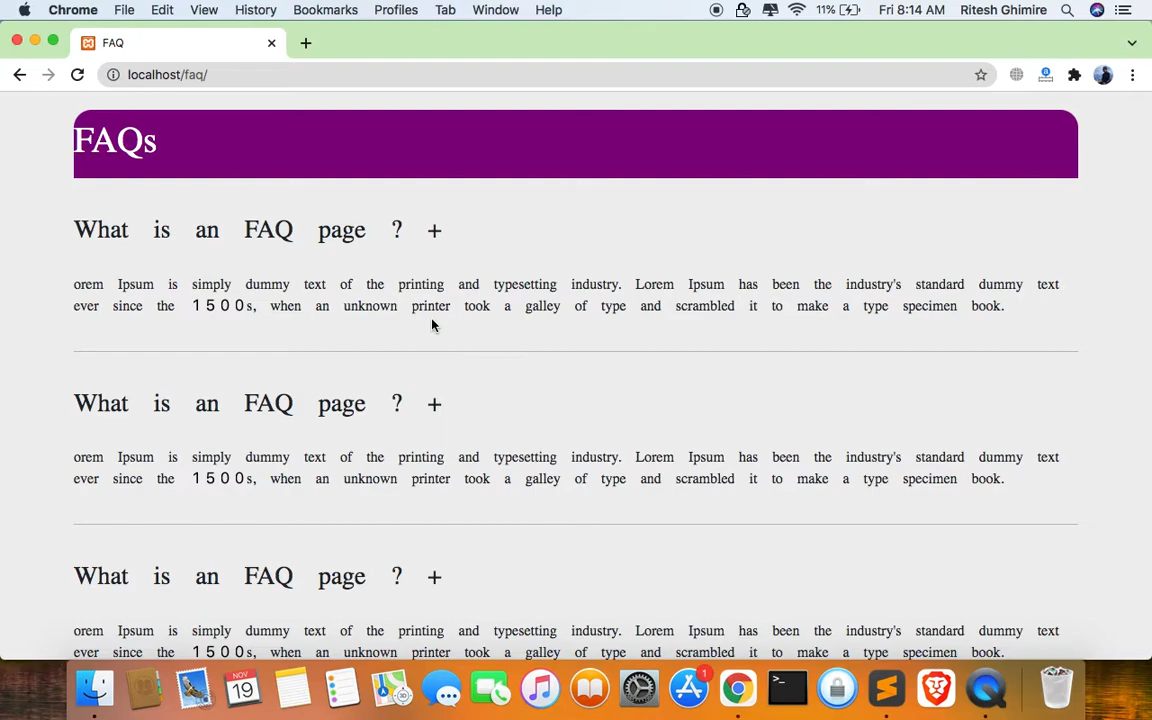 Chrome File Edit View History Bookmarks Profiles Tab Window Help 11% Fri 8:14 AM Ritesh Ghimire
FAQ
localhost/faq/
FAQs
What is an FAQ page ? +
orem Ipsum is simply dummy text of the printing and typesetting industry. Lorem Ipsum has been the industry's standard dummy text
ever since the 1500s, when an unknown printer took a galley of type and scrambled it to make a type specimen book.
What is an FAQ page ? +
orem Ipsum is simply dummy text of the printing and typesetting industry. Lorem Ipsum has been the industry's standard dummy text
ever since the 1500s, when an unknown printer took a galley of type and scrambled it to make a type specimen book.
What is an FAQ page ? +
orem Ipsum is simply dummy text of the printing and typesetting industry. Lorem Ipsum has been the industry's standard dummy text
ever since the 1500s, when an unknown printer took a galley of type and scrambled it to make a type specimen book.
NOV
19
1